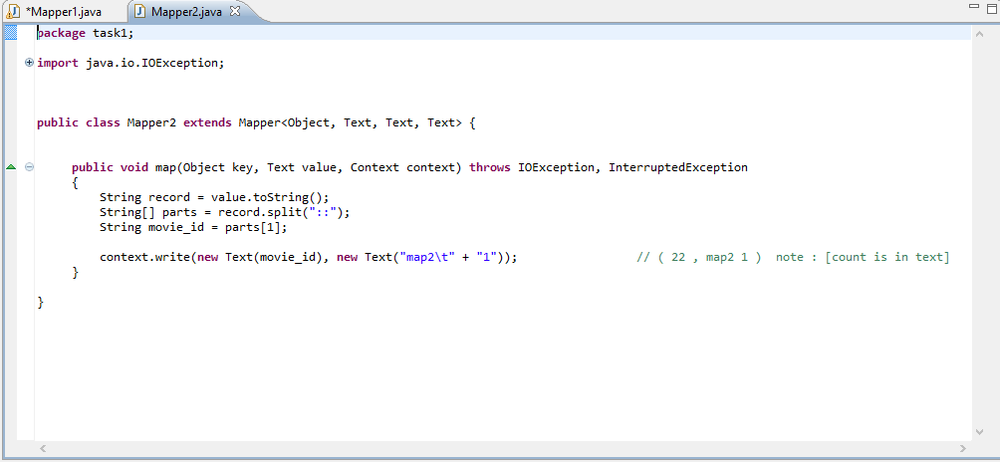 *Mapper1.java Mapper2.java
package task1;
import java.io.IOException;
public class Mapper2 extends Mapper<Object, Text, Text, Text> {
public void map(Object key, Text value, Context context) throws IOException, InterruptedException
{
String record = value.toString();
String[] parts = record.split("::");
String movie_id = parts[1];
context.write(new Text(movie_id), new Text("map2\t" + "1")); // ( 22 , map2 1 ) note : [count is in text]
}
}